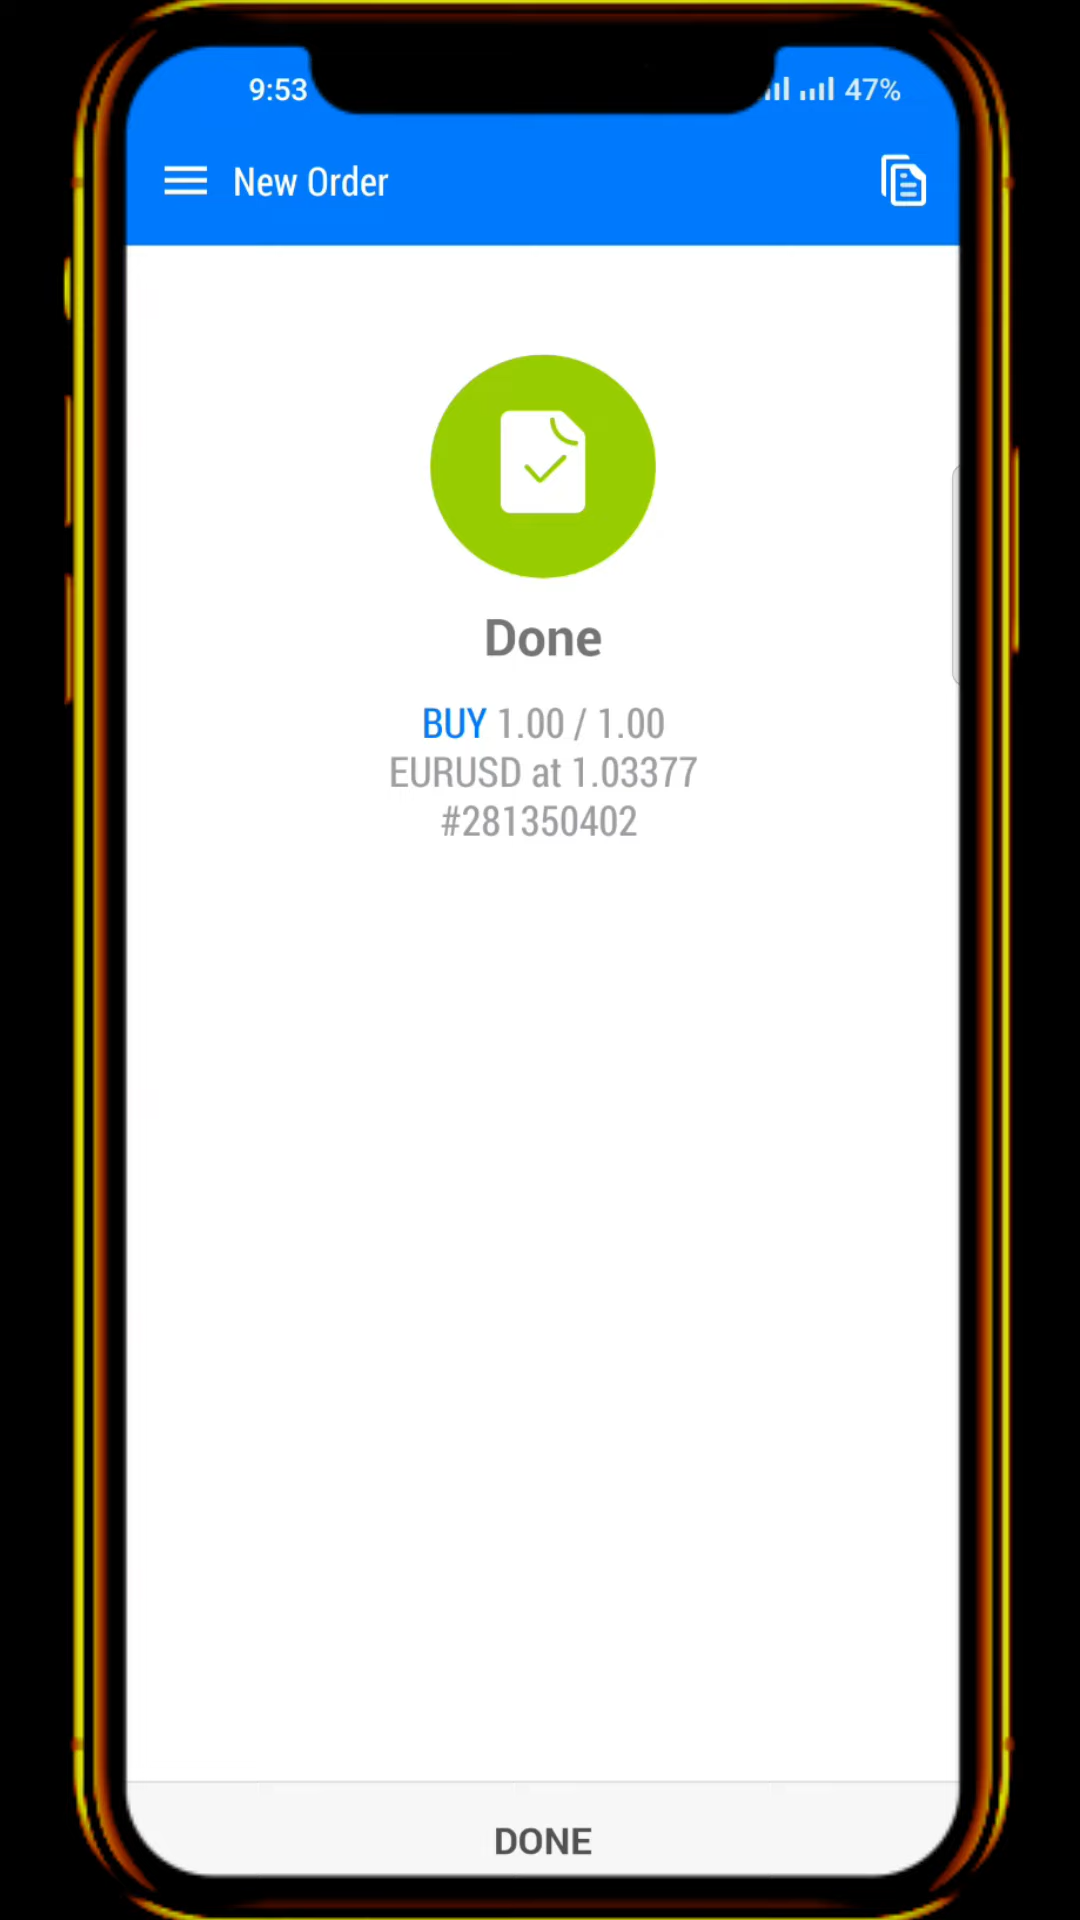 9:53
47%
New Order
Done
BUY 1.00 / 1.00
EURUSD at 1.03377
#281350402
DONE